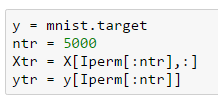 y = mnist.target
ntr = 5000
Xtr = X[Iperm[:ntr],:]
ytr = y[Iperm[:ntr]]